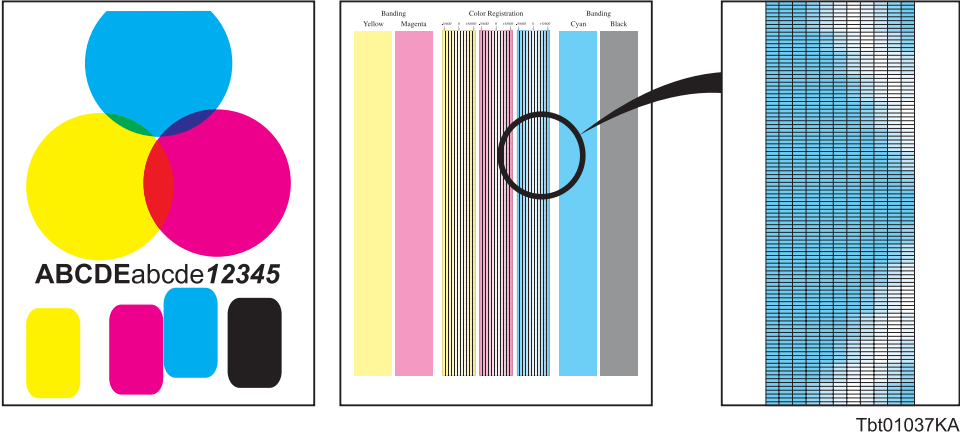 ABCDEabcde12345
Banding Color Registration Banding
Yellow Magenta Cyan Black
Tbt01037KA